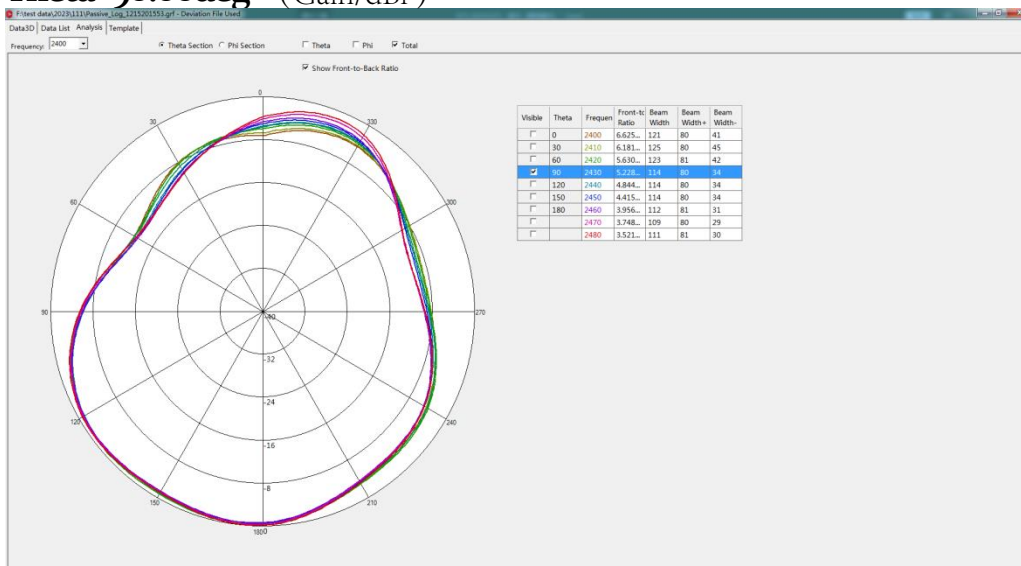 (Gain/dBi)
F:\test data\2023\111\Passive_Log_1215201553.grf - Deviation File Used
Data3D Data List Analysis Template
Frequency: 2400 Theta Section Phi Section Theta Phi Total
Show Front-to-Back Ratio
0
30 330
60 300
90 270
120 240
150 210
180
-40
-32
-24
-16
-8
0
Visible Theta Frequen Front-tc Ratio Beam Width Beam Width+ Beam Width-
0 2400 6.625... 121 80 41
30 2410 6.181... 125 80 45
60 2420 5.630... 123 81 42
90 2430 5.228... 114 80 34
120 2440 4.844... 114 80 34
150 2450 4.415... 114 80 34
180 2460 3.956... 112 81 31
2470 3.748... 109 80 29
2480 3.521... 111 81 30